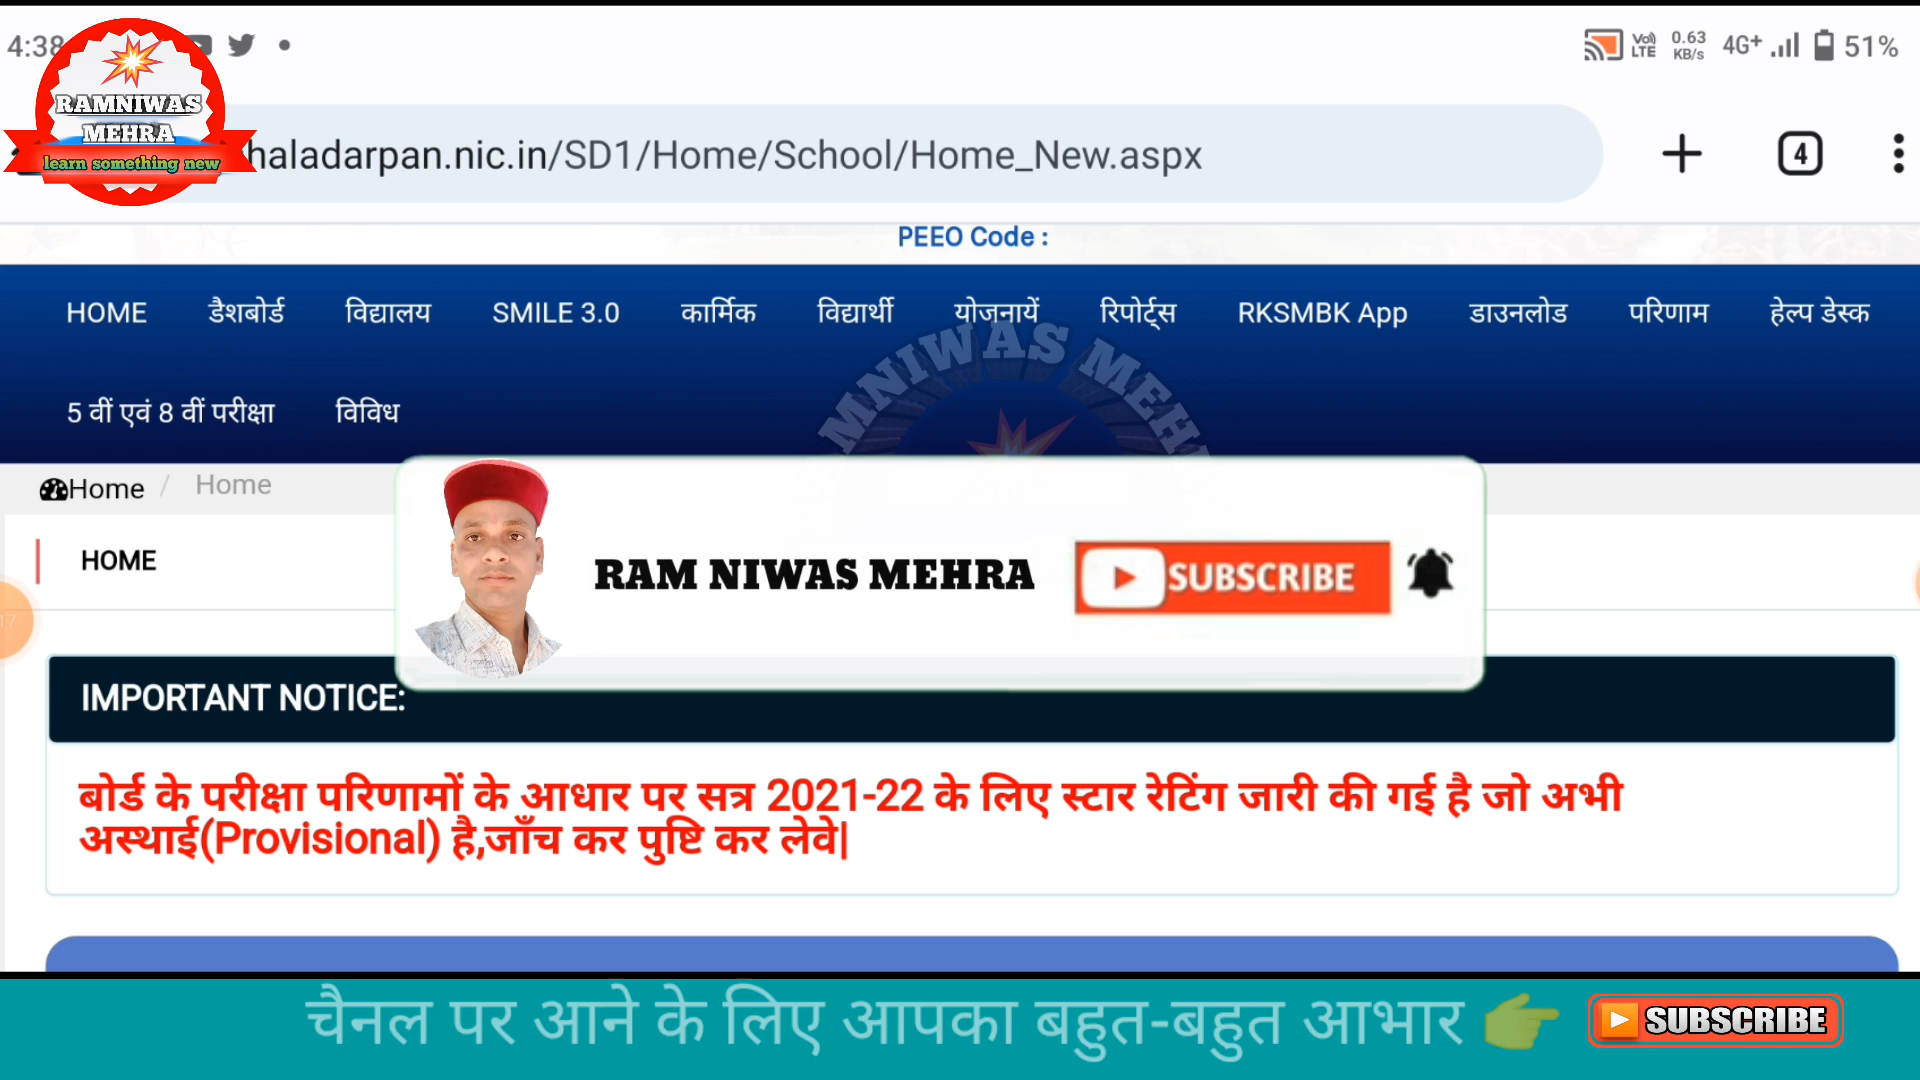 4:38
Vo)
LTE
0.63
KB/s
4G+
51%
RAMNIWAS
MEHRA
learn something new
haladarpan.nic.in/SD1/Home/School/Home_New.aspx
4
PEEO Code :
HOME डैशबोर्ड विद्यालय SMILE 3.0 कार्मिक विद्यार्थी योजनायें रिपोर्ट्स RKSMBK App डाउनलोड परिणाम हेल्प डेस्क
MNIWAS MEH
5 वीं एवं 8 वीं परीक्षा विविध
Home / Home
HOME
RAM NIWAS MEHRA
SUBSCRIBE
17
IMPORTANT NOTICE:
बोर्ड के परीक्षा परिणामों के आधार पर सत्र 2021-22 के लिए स्टार रेटिंग जारी की गई है जो अभी
अस्थाई(Provisional) है,जाँच कर पुष्टि कर लेवे|
चैनल पर आने के लिए आपका बहुत-बहुत आभार
SUBSCRIBE